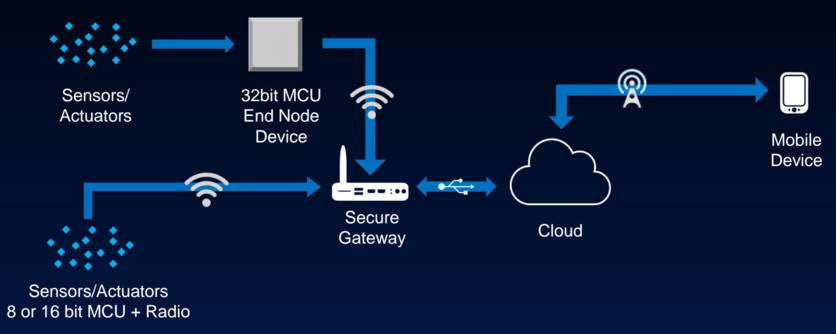 Sensors/
Actuators
32bit MCU
End Node
Device
Mobile
Device
Secure
Gateway
Cloud
Sensors/Actuators
8 or 16 bit MCU + Radio